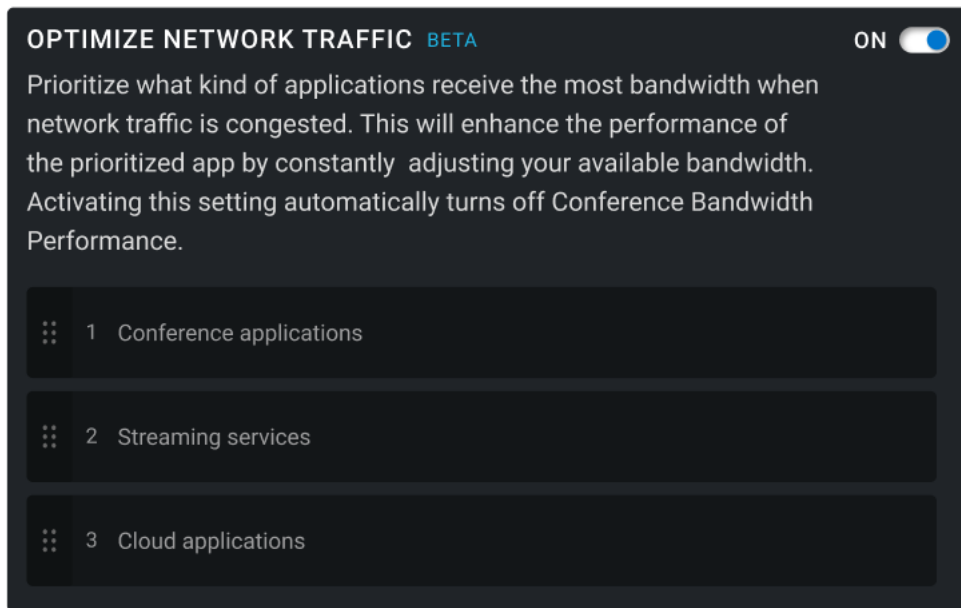 OPTIMIZE NETWORK TRAFFIC BETA ON
Prioritize what kind of applications receive the most bandwidth when
network traffic is congested. This will enhance the performance of
the prioritized app by constantly  adjusting your available bandwidth.
Activating this setting automatically turns off Conference Bandwidth
Performance.
1 Conference applications
2 Streaming services
3 Cloud applications